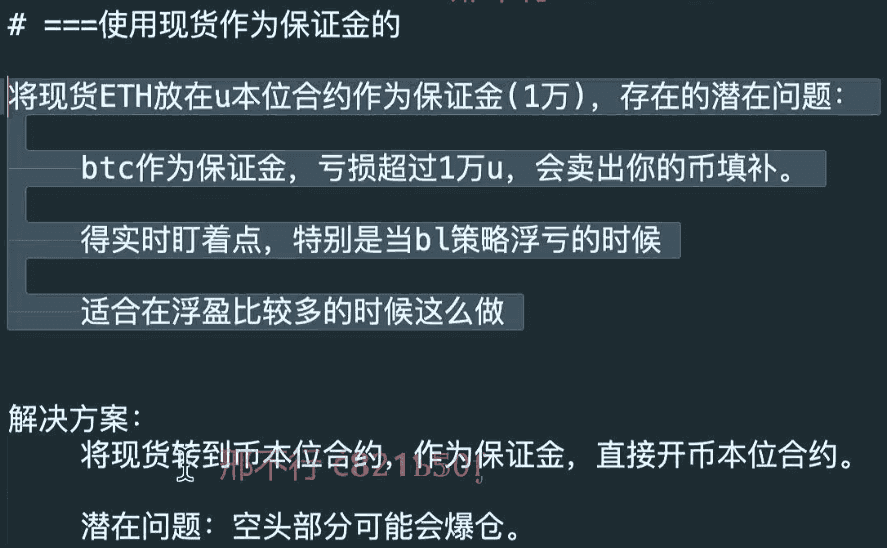 # ===使用现货作为保证金的
将现货ETH放在u本位合约作为保证金(1万)，存在的潜在问题：
btc作为保证金，亏损超过1万u，会卖出你的币填补。
得实时盯着点，特别是当bl策略浮亏的时候
适合在浮盈比较多的时候这么做
解决方案：
将现货转到币本位合约，作为保证金，直接开币本位合约。
潜在问题：空头部分可能会爆仓。